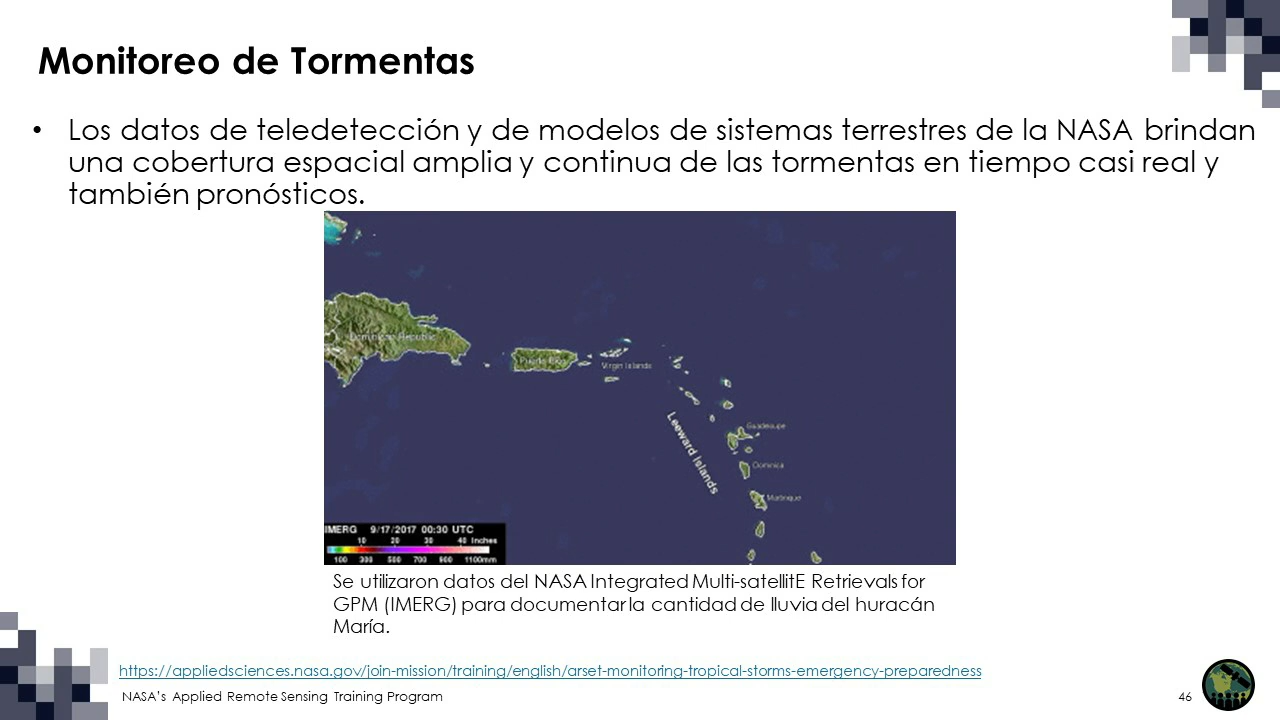 Monitoreo de Tormentas
• Los datos de teledetección y de modelos de sistemas terrestres de la NASA brindan
una cobertura espacial amplia y continua de las tormentas en tiempo casi real y
también pronósticos.
Dominican Republic
Puerto Rico
Virgin Islands
Leeward Islands
Guadeloupe
Dominica
Martinique
IMERG 9/17/2017 00:30 UTC
10 20 30 40 Inches
100 300 500 700 900 1100mm
Se utilizaron datos del NASA Integrated Multi-satellitE Retrievals for
GPM (IMERG) para documentar la cantidad de lluvia del huracán
María.
https://appliedsciences.nasa.gov/join-mission/training/english/arset-monitoring-tropical-storms-emergency-preparedness
NASA's Applied Remote Sensing Training Program
46